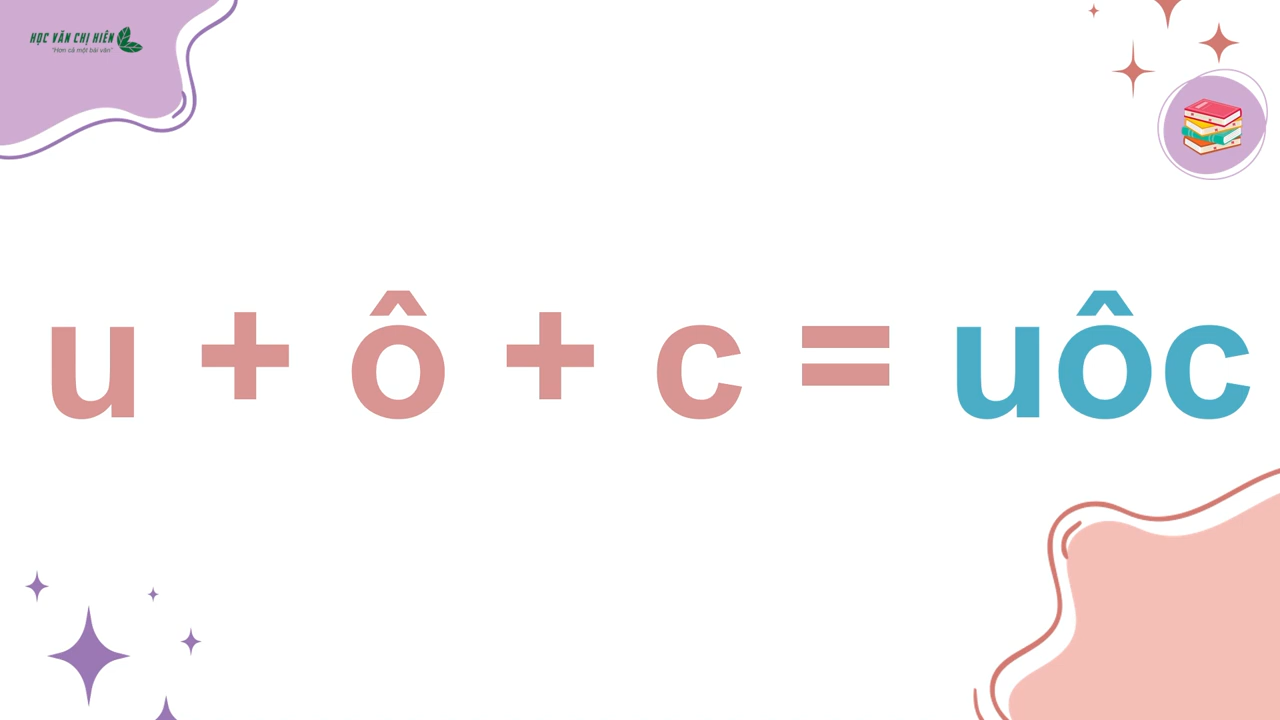 HỌC VĂN CHỊ HIÊN
"Hơn cả một bài văn"
u + ô + c = uôc